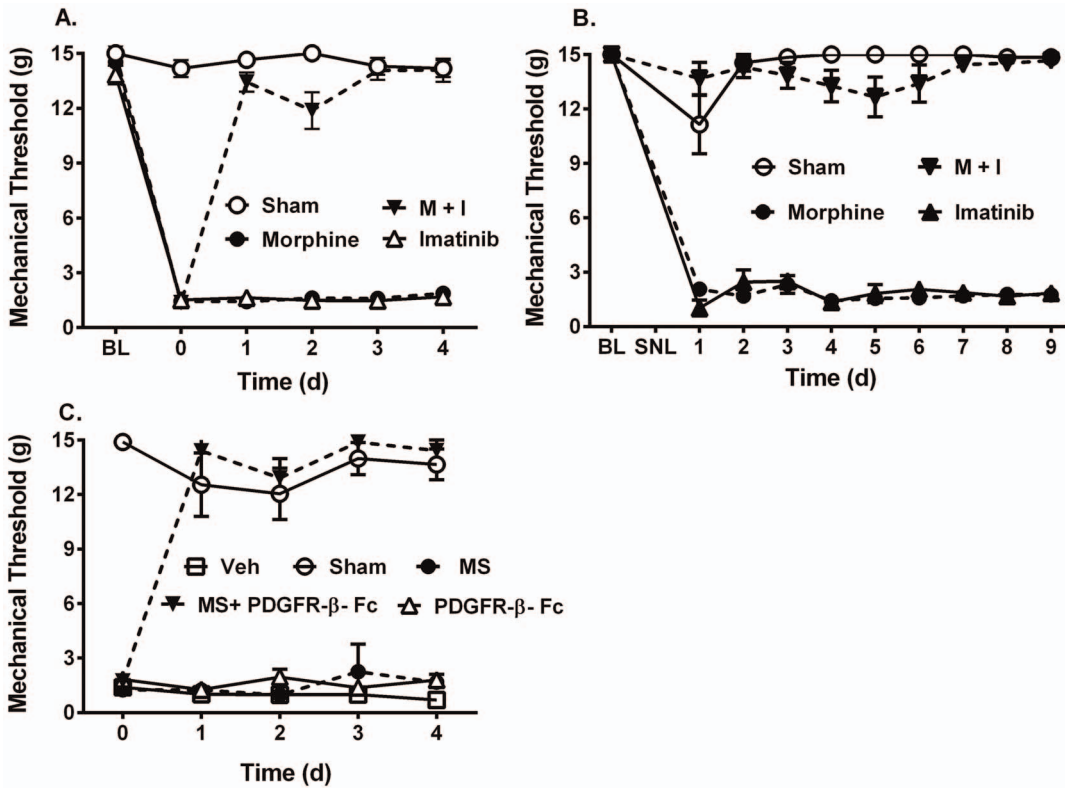 A.
Mechanical Threshold (g)
15
12
9
6
3
0
Sham
M + I
Morphine
Imatinib
BL 0 1 2 3 4
Time (d)
B.
Mechanical Threshold (g)
15
12
9
6
3
0
Sham
M + I
Morphine
Imatinib
BL SNL 1 2 3 4 5 6 7 8 9
Time (d)
C.
Mechanical Threshold (g)
15
12
9
6
3
0
Veh Sham MS
MS+ PDGFR-β- Fc PDGFR-β- Fc
0 1 2 3 4
Time (d)